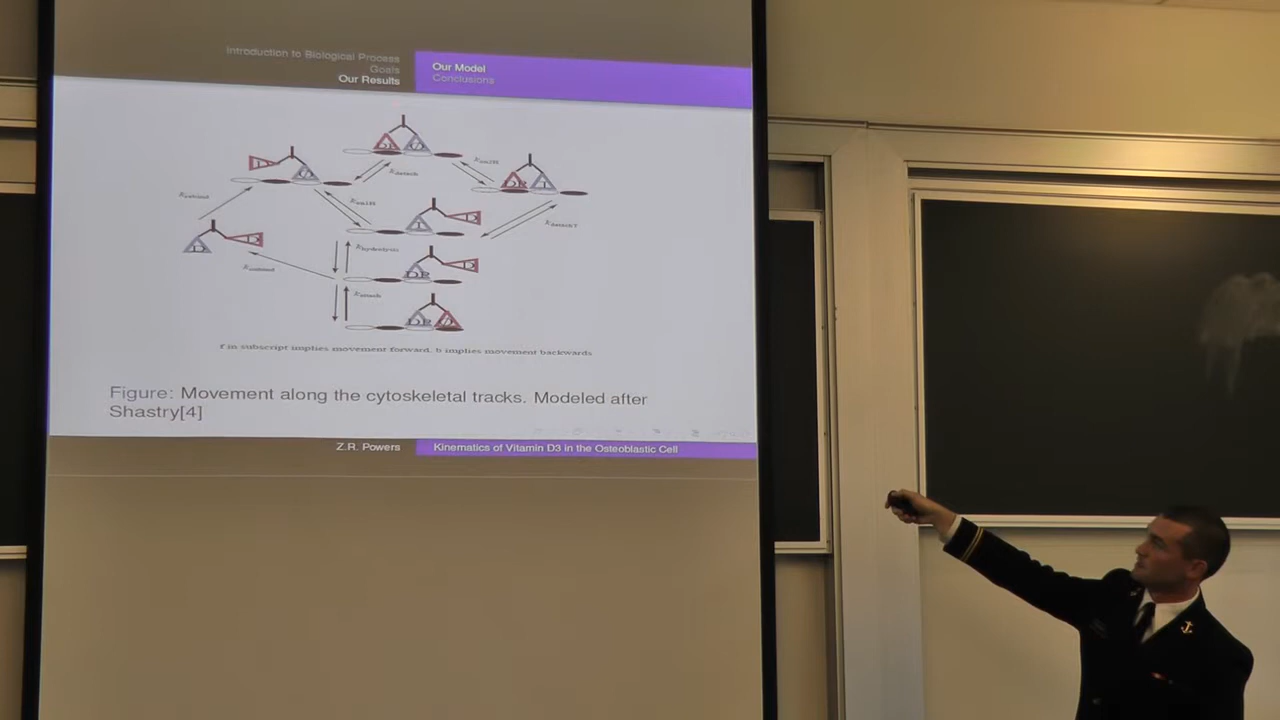 Introduction to Biological Process
Goals
Our Results
Our Model
Conclusions
f in subscript implies movement forward, b implies movement backwards
Figure: Movement along the cytoskeletal tracks. Modeled after
Shastry[4]
Z.R. Powers
Kinematics of Vitamin D3 in the Osteoblastic Cell